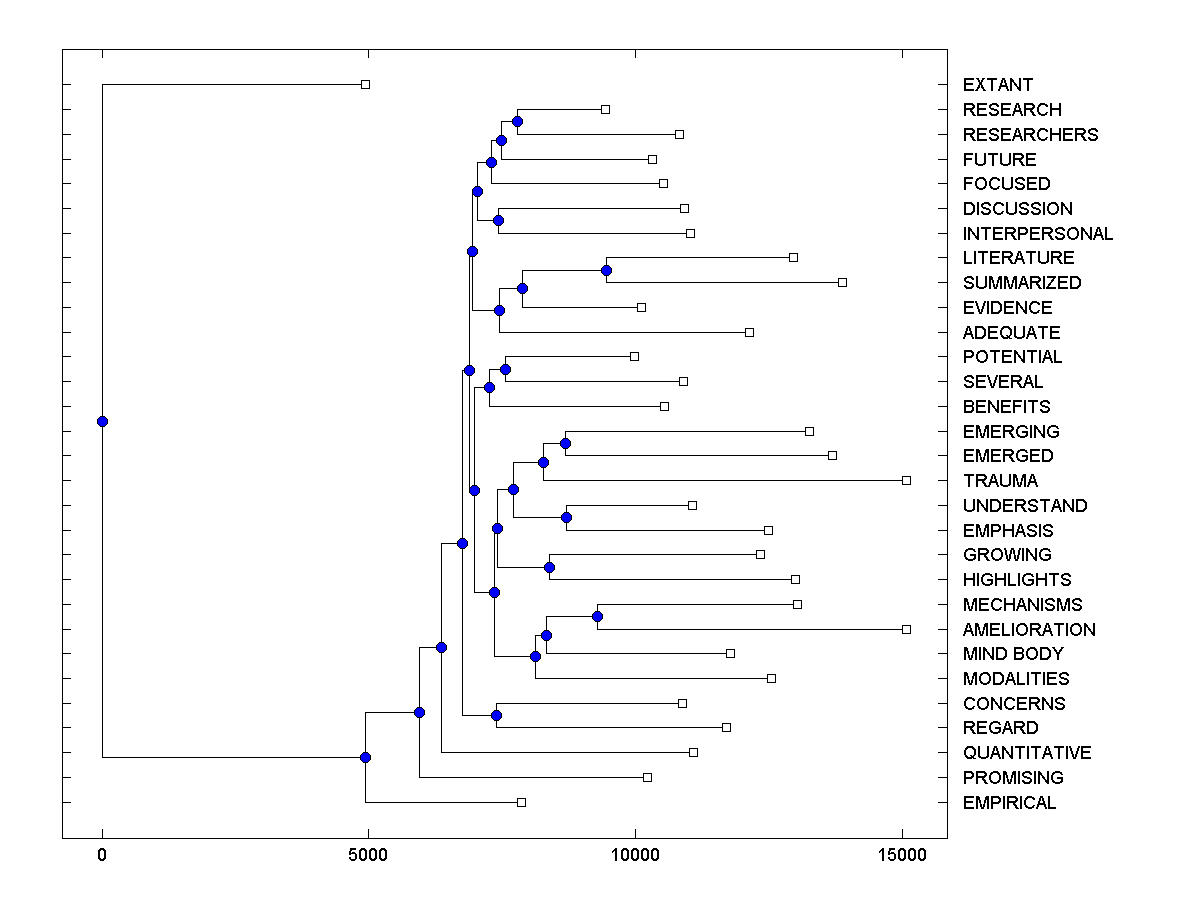 EXTANT
RESEARCH
RESEARCHERS
FUTURE
FOCUSED
DISCUSSION
INTERPERSONAL
LITERATURE
SUMMARIZED
EVIDENCE
ADEQUATE
POTENTIAL
SEVERAL
BENEFITS
EMERGING
EMERGED
TRAUMA
UNDERSTAND
EMPHASIS
GROWING
HIGHLIGHTS
MECHANISMS
AMELIORATION
MIND BODY
MODALITIES
CONCERNS
REGARD
QUANTITATIVE
PROMISING
EMPIRICAL
0 5000 10000 15000